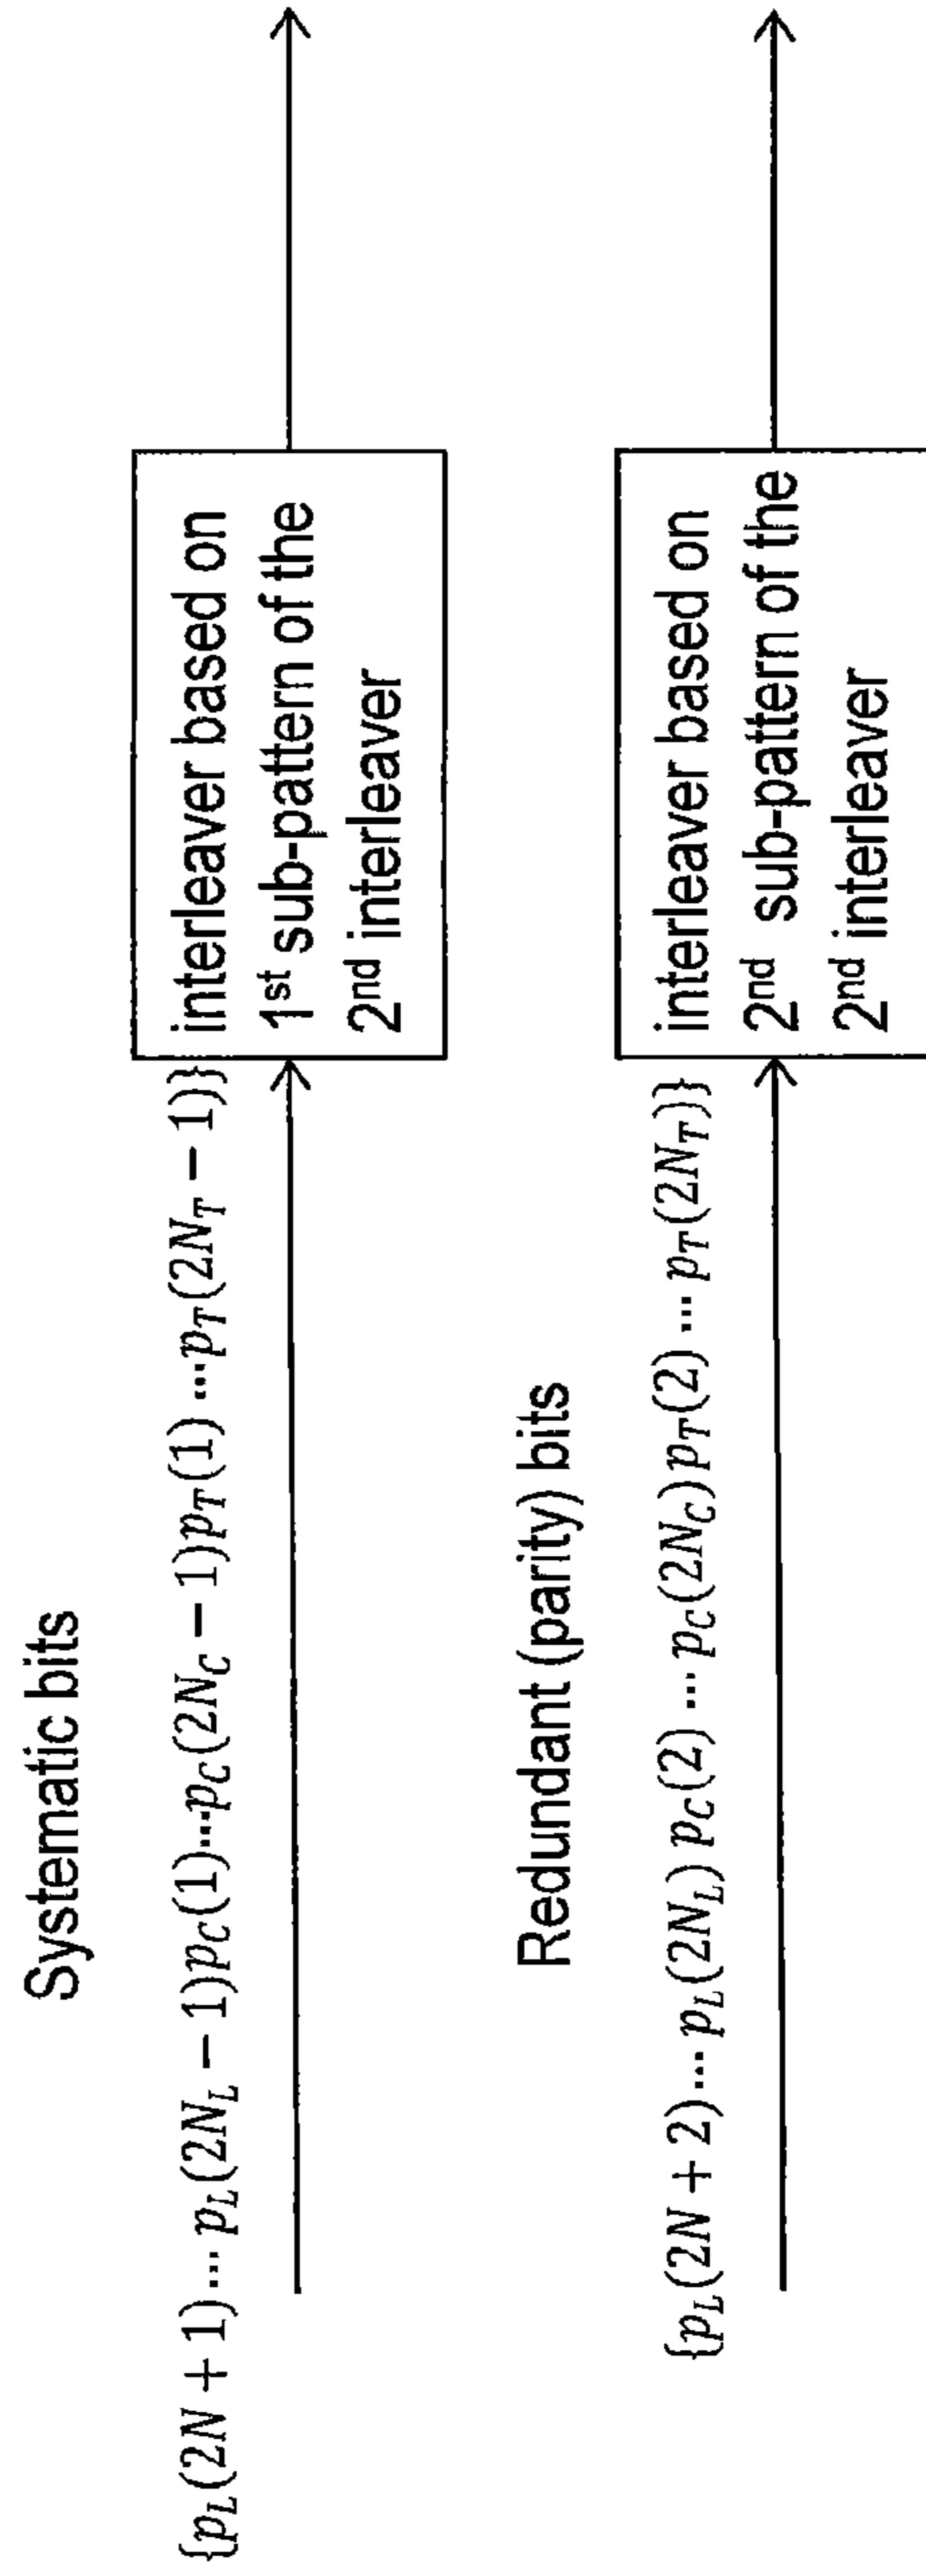 Systematic bits
{p_L(2N + 1)... p_L(2N_L − 1)p_C(1)...p_C(2N_C − 1)p_T(1) ...p_T(2N_T − 1)}
interleaver based on
1st sub-pattern of the
2nd interleaver
Redundant (parity) bits
{p_L(2N + 2)... p_L(2N_L) p_C(2) ... p_C(2N_C)p_T(2) ... p_T(2N_T)}
interleaver based on
2nd sub-pattern of the
2nd interleaver